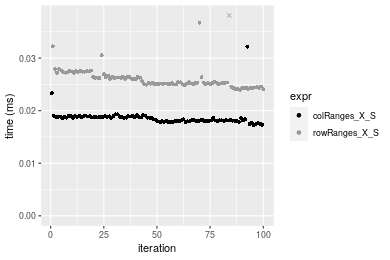 0.03
0.02
0.01
0.00
time (ms)
0
25
50
75
100
iteration
expr
colRanges_X_S
rowRanges_X_S